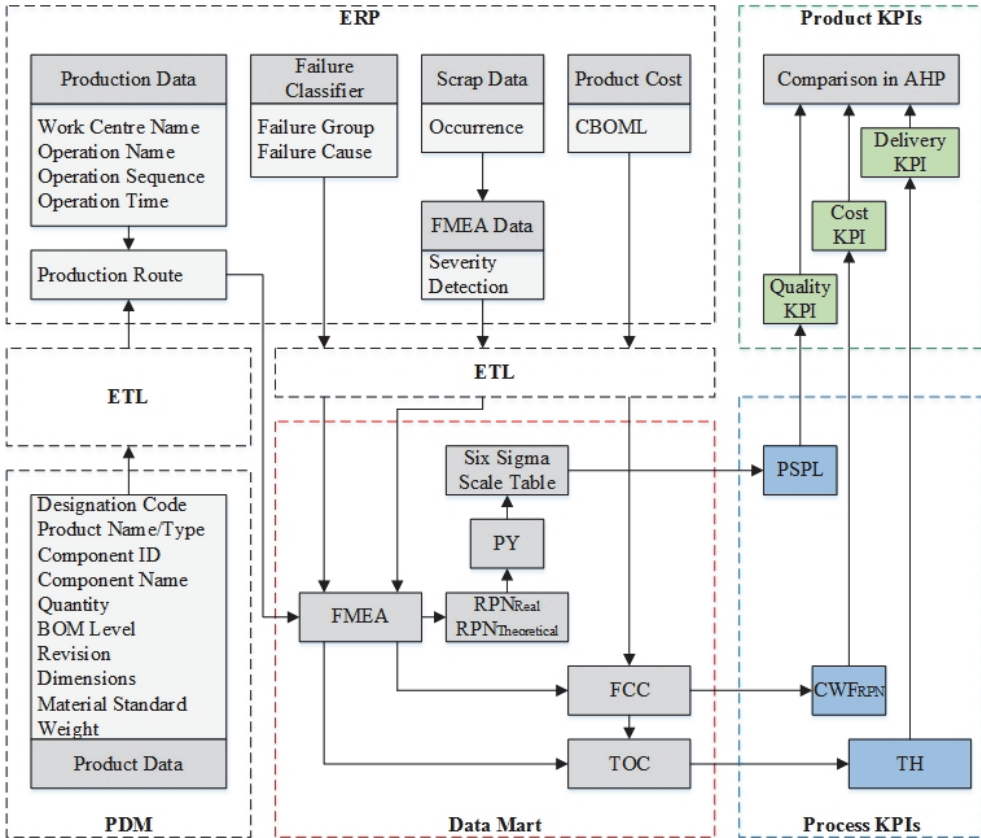 ERP
Production Data
Work Centre Name
Operation Name
Operation Sequence
Operation Time
Production Route
Failure
Classifier
Failure Group
Failure Cause
Scrap Data
Occurrence
FMEA Data
Severity
Detection
Product Cost
CBOML
Product KPIs
Comparison in AHP
Delivery
KPI
Cost
KPI
Quality
KPI
ETL
ETL
Designation Code
Product Name/Type
Component ID
Component Name
Quantity
BOM Level
Revision
Dimensions
Material Standard
Weight
Product Data
PDM
Six Sigma
Scale Table
PY
FMEA
RPNReal
RPNTheoretical
FCC
TOC
Data Mart
PSPL
CWFRPN
TH
Process KPIs